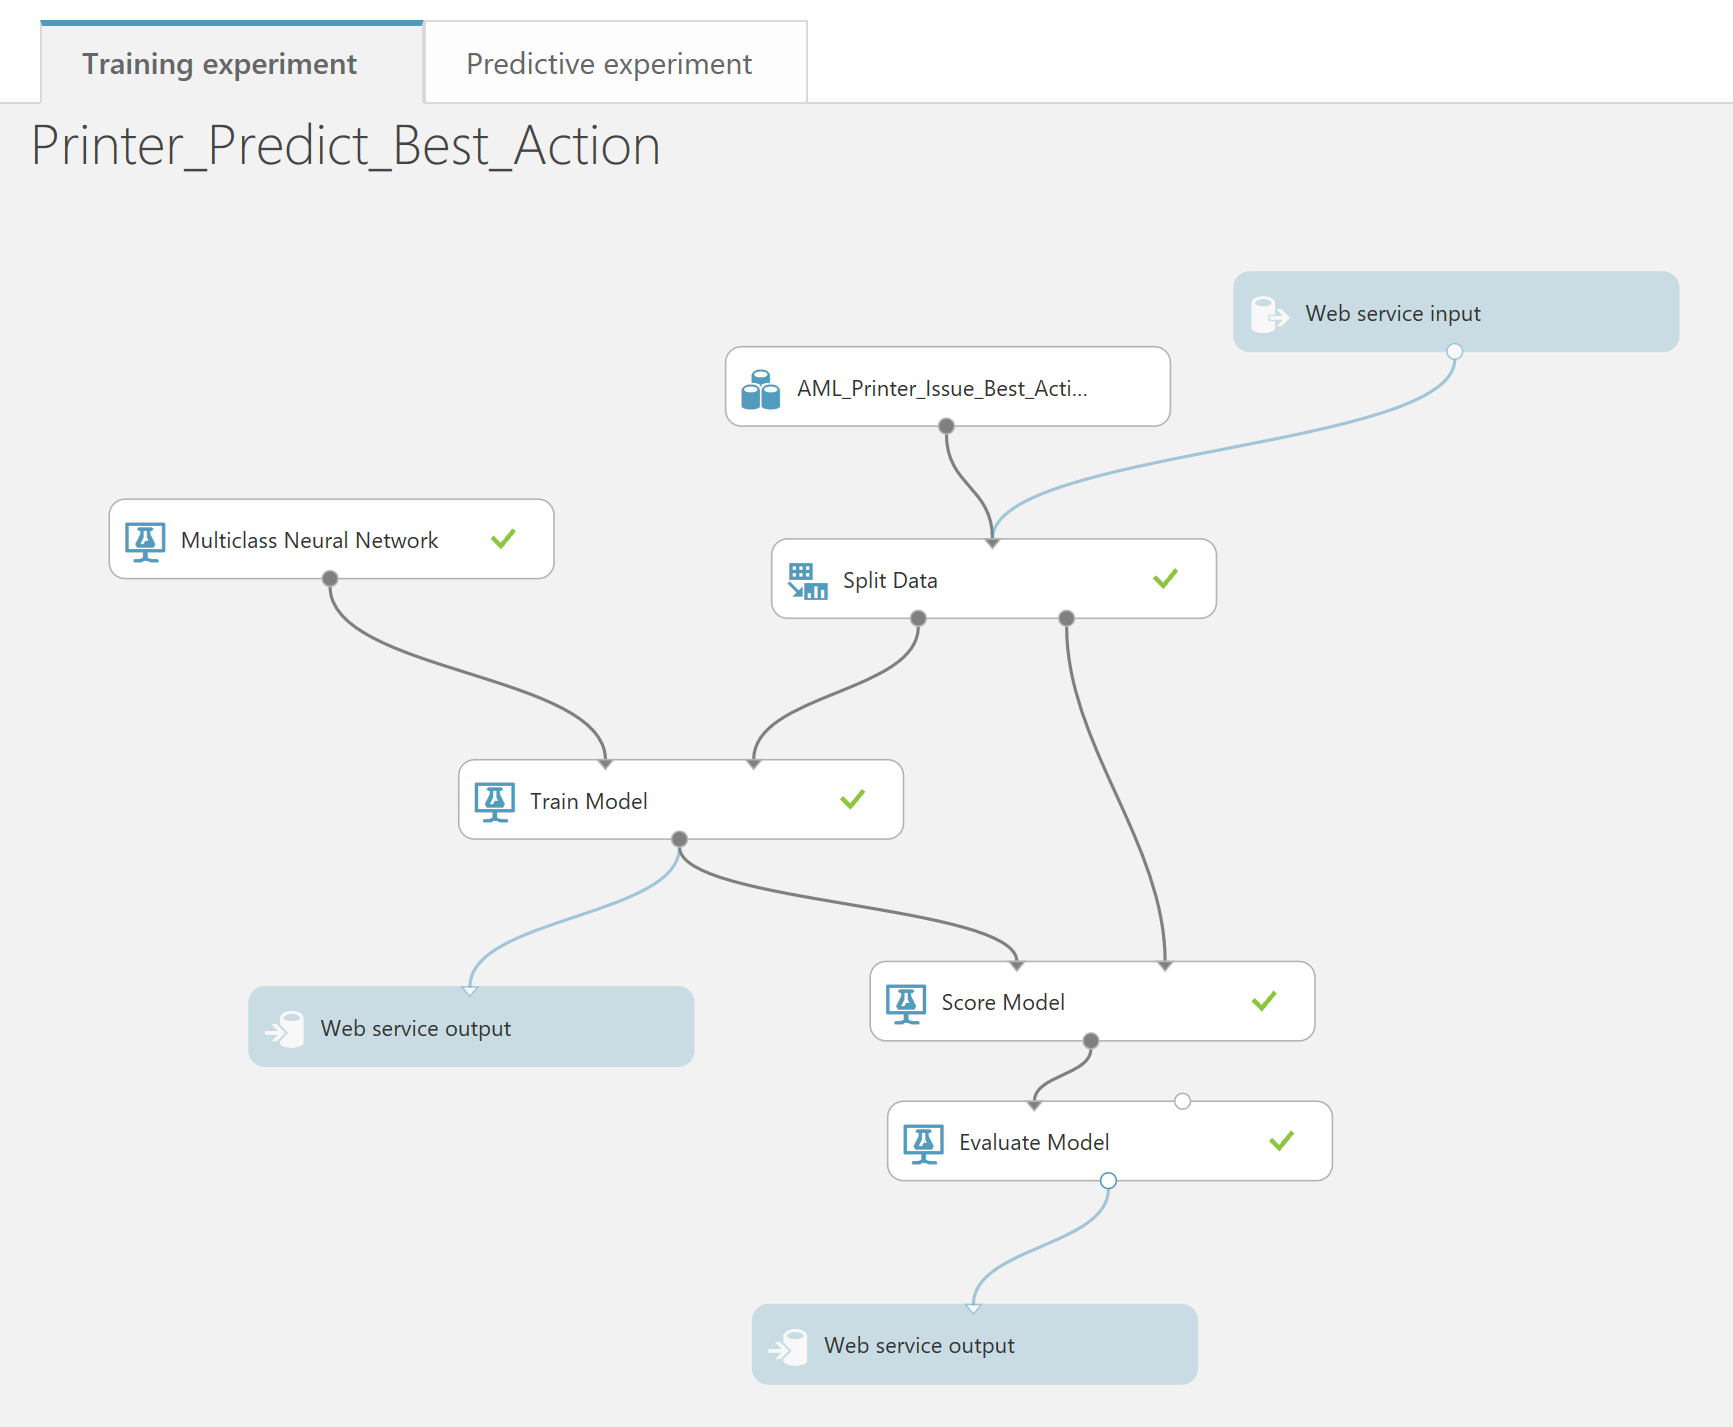 Training experiment
Predictive experiment
Printer_Predict_Best_Action
Web service input
AML_Printer_Issue_Best_Acti...
Multiclass Neural Network
Split Data
Train Model
Score Model
Web service output
Evaluate Model
Web service output